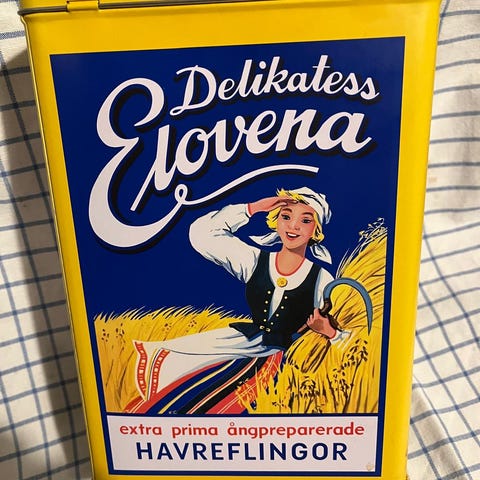 Delikatess
Elovena
extra prima ångpreparerade
HAVREFLINGOR